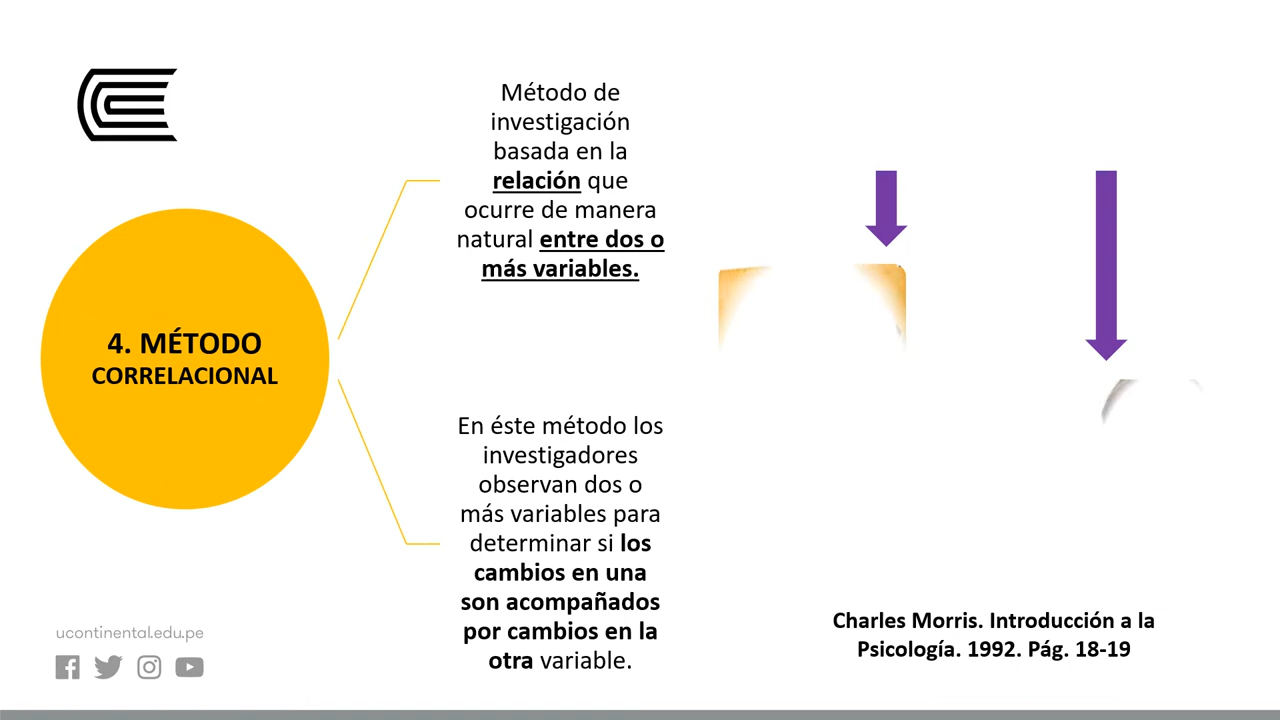 Método de
investigación
basada en la
relación que
ocurre de manera
natural entre dos o
más variables.
4. MÉTODO
CORRELACIONAL
En éste método los
investigadores
observan dos o
más variables para
determinar si los
cambios en una
son acompañados
por cambios en la
otra variable.
Charles Morris. Introducción a la
Psicología. 1992. Pág. 18-19
ucontinental.edu.pe